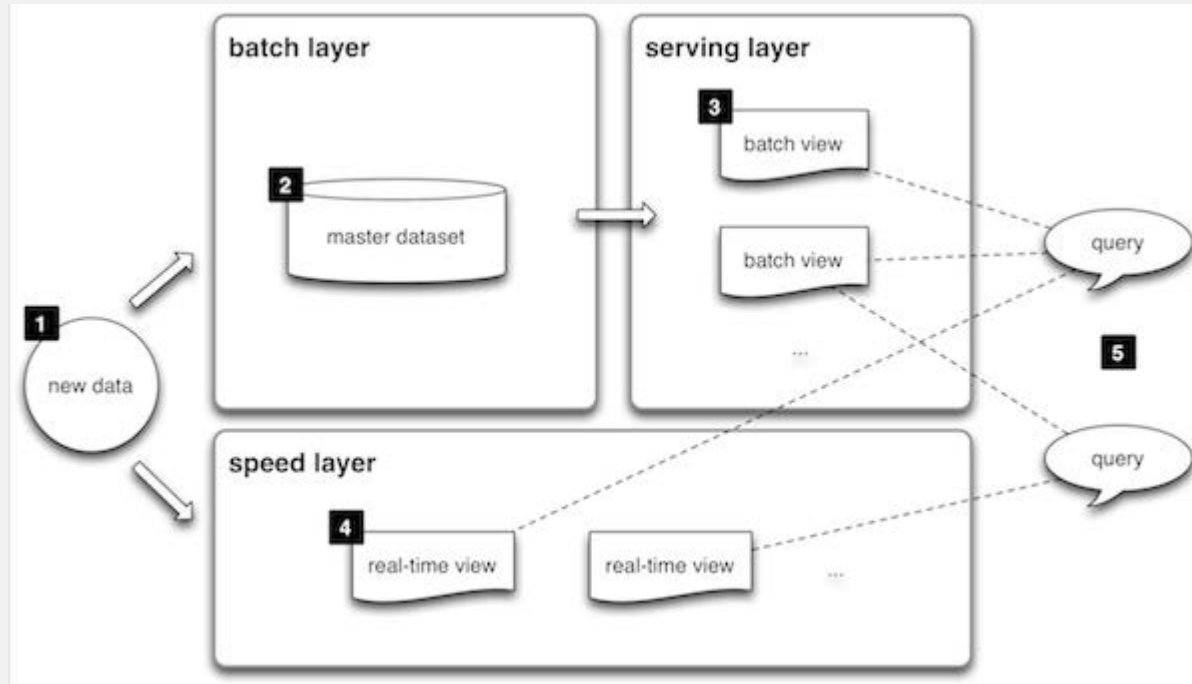 batch layer
2
master dataset
serving layer
3
batch view
batch view
...
1
new data
speed layer
4
real-time view
real-time view
...
query
5
query